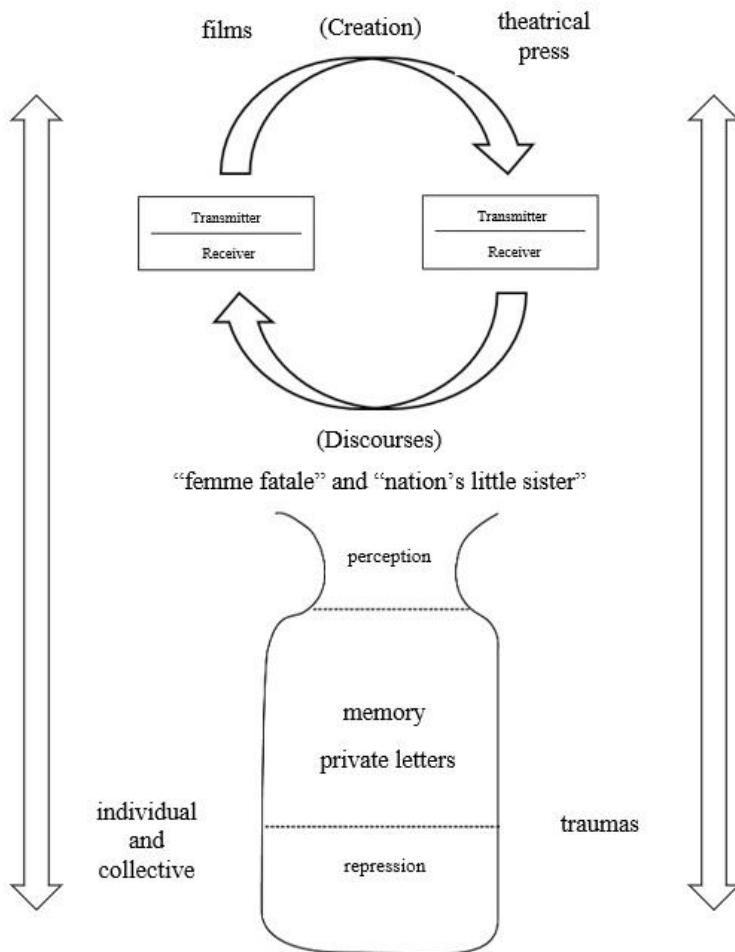 films
(Creation)
theatrical
press
Transmitter
Receiver
Transmitter
Receiver
(Discourses)
“femme fatale” and “nation’s little sister”
perception
memory
private letters
individual
and
collective
traumas
repression